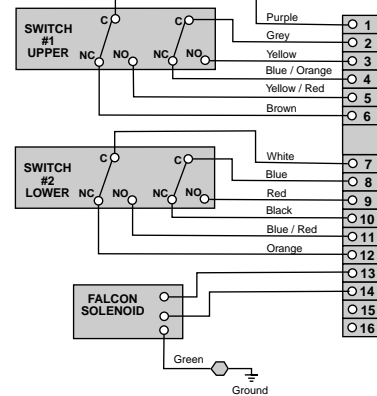 Purple
1
SWITCH
#1
UPPER
C
C
Grey
2
NC
NO
NC
NO
Yellow
3
Blue / Orange
4
Yellow / Red
5
Brown
6
SWITCH
#2
LOWER
C
C
White
7
Blue
8
NC
NO
NC
NO
Red
9
Black
10
Blue / Red
11
Orange
12
FALCON
SOLENOID
13
14
15
16
Green
Ground